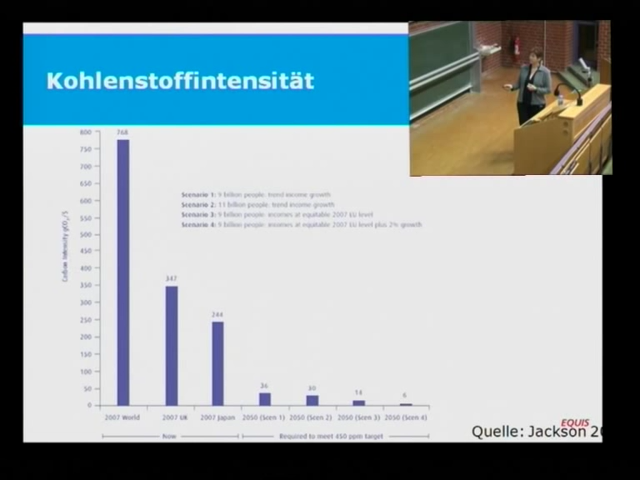 Kohlenstoffintensität
800
768
750
700
650
600
550
500
450
400
350
300
250
200
150
100
50
0
Carbon Intensity gCO₂/$
Scenario 1: 9 billion people: trend income growth
Scenario 2: 11 billion people: trend income growth
Scenario 3: 9 billion people: incomes at equitable 2007 EU level
Scenario 4: 9 billion people: incomes at equitable 2007 EU level plus 2% growth
347
244
36
30
14
6
2007 World 2007 UK 2007 Japan 2050 (Scen 1) 2050 (Scen 2) 2050 (Scen 3) 2050 (Scen 4)
Now Required to meet 450 ppm target
EQUIS
Quelle: Jackson 20